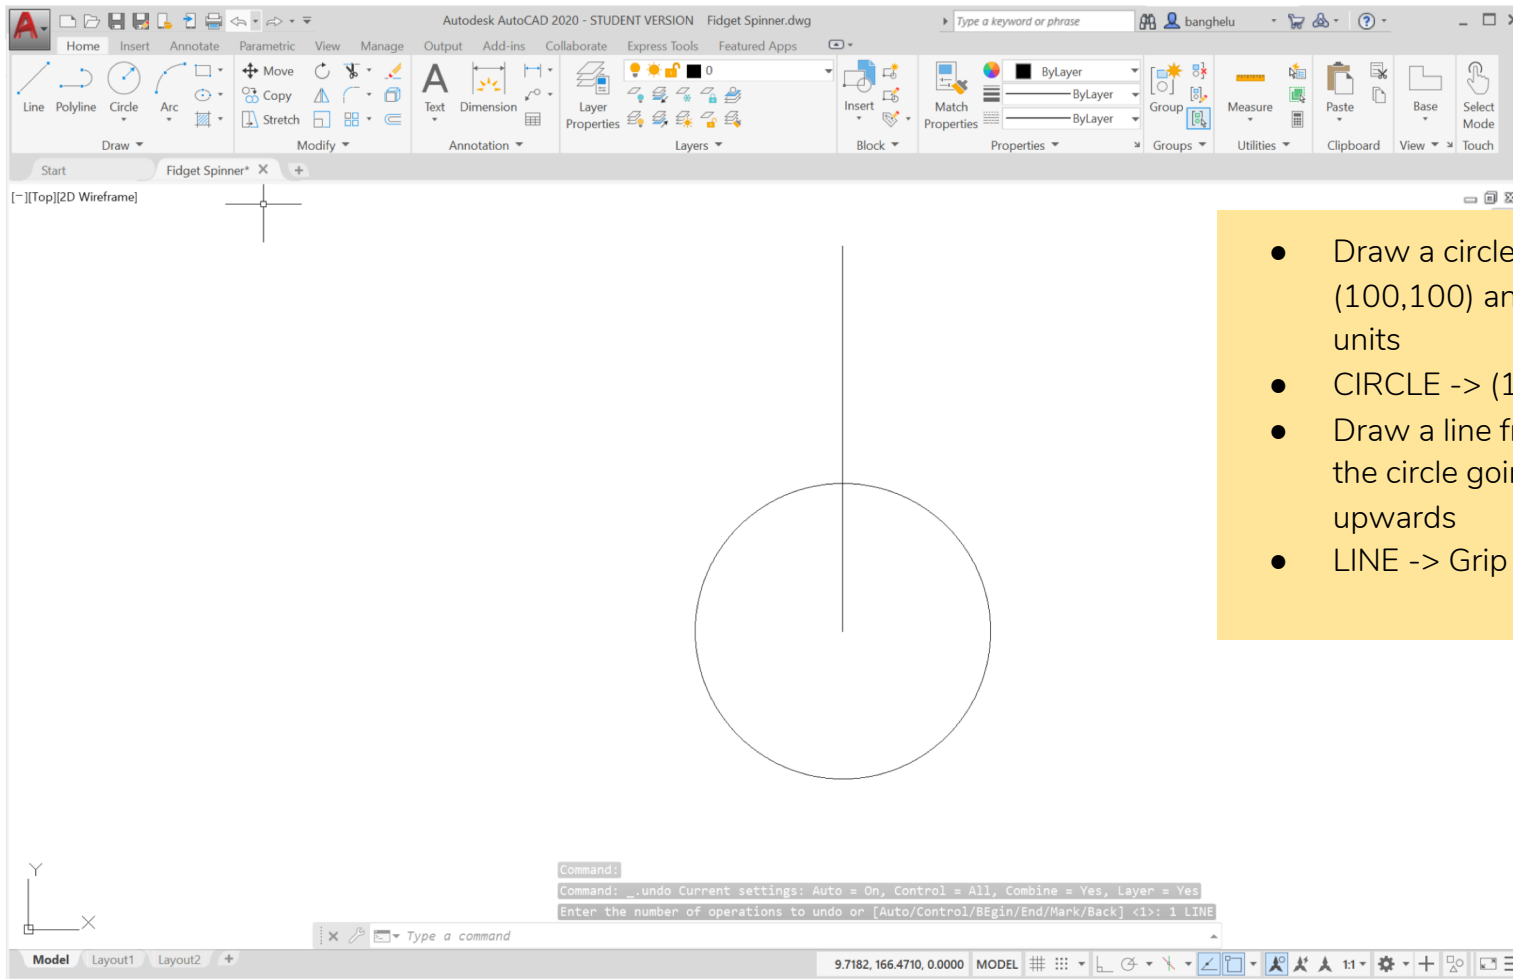 Autodesk AutoCAD 2020 - STUDENT VERSION Fidget Spinner.dwg
Type a keyword or phrase
banghelu
Home Insert Annotate Parametric View Manage Output Add-ins Collaborate Express Tools Featured Apps
Line Polyline Circle Arc
Move
Copy
Stretch
Text Dimension
Layer Properties
0
Insert
Match Properties
ByLayer
ByLayer
ByLayer
Group
Measure
Paste
Base
Select Mode
Draw Modify Annotation Layers Block Properties Groups Utilities Clipboard View Touch
Start Fidget Spinner* +
[−][Top][2D Wireframe]
● Draw a circle
(100,100) an
units
● CIRCLE -> (1
● Draw a line fr
the circle goin
upwards
● LINE -> Grip
Y
X
Command:
Command: _.undo Current settings: Auto = On, Control = All, Combine = Yes, Layer = Yes
Enter the number of operations to undo or [Auto/Control/BEgin/End/Mark/Back] <1>: 1 LINE
Type a command
Model Layout1 Layout2 +
9.7182, 166.4710, 0.0000 MODEL 1:1